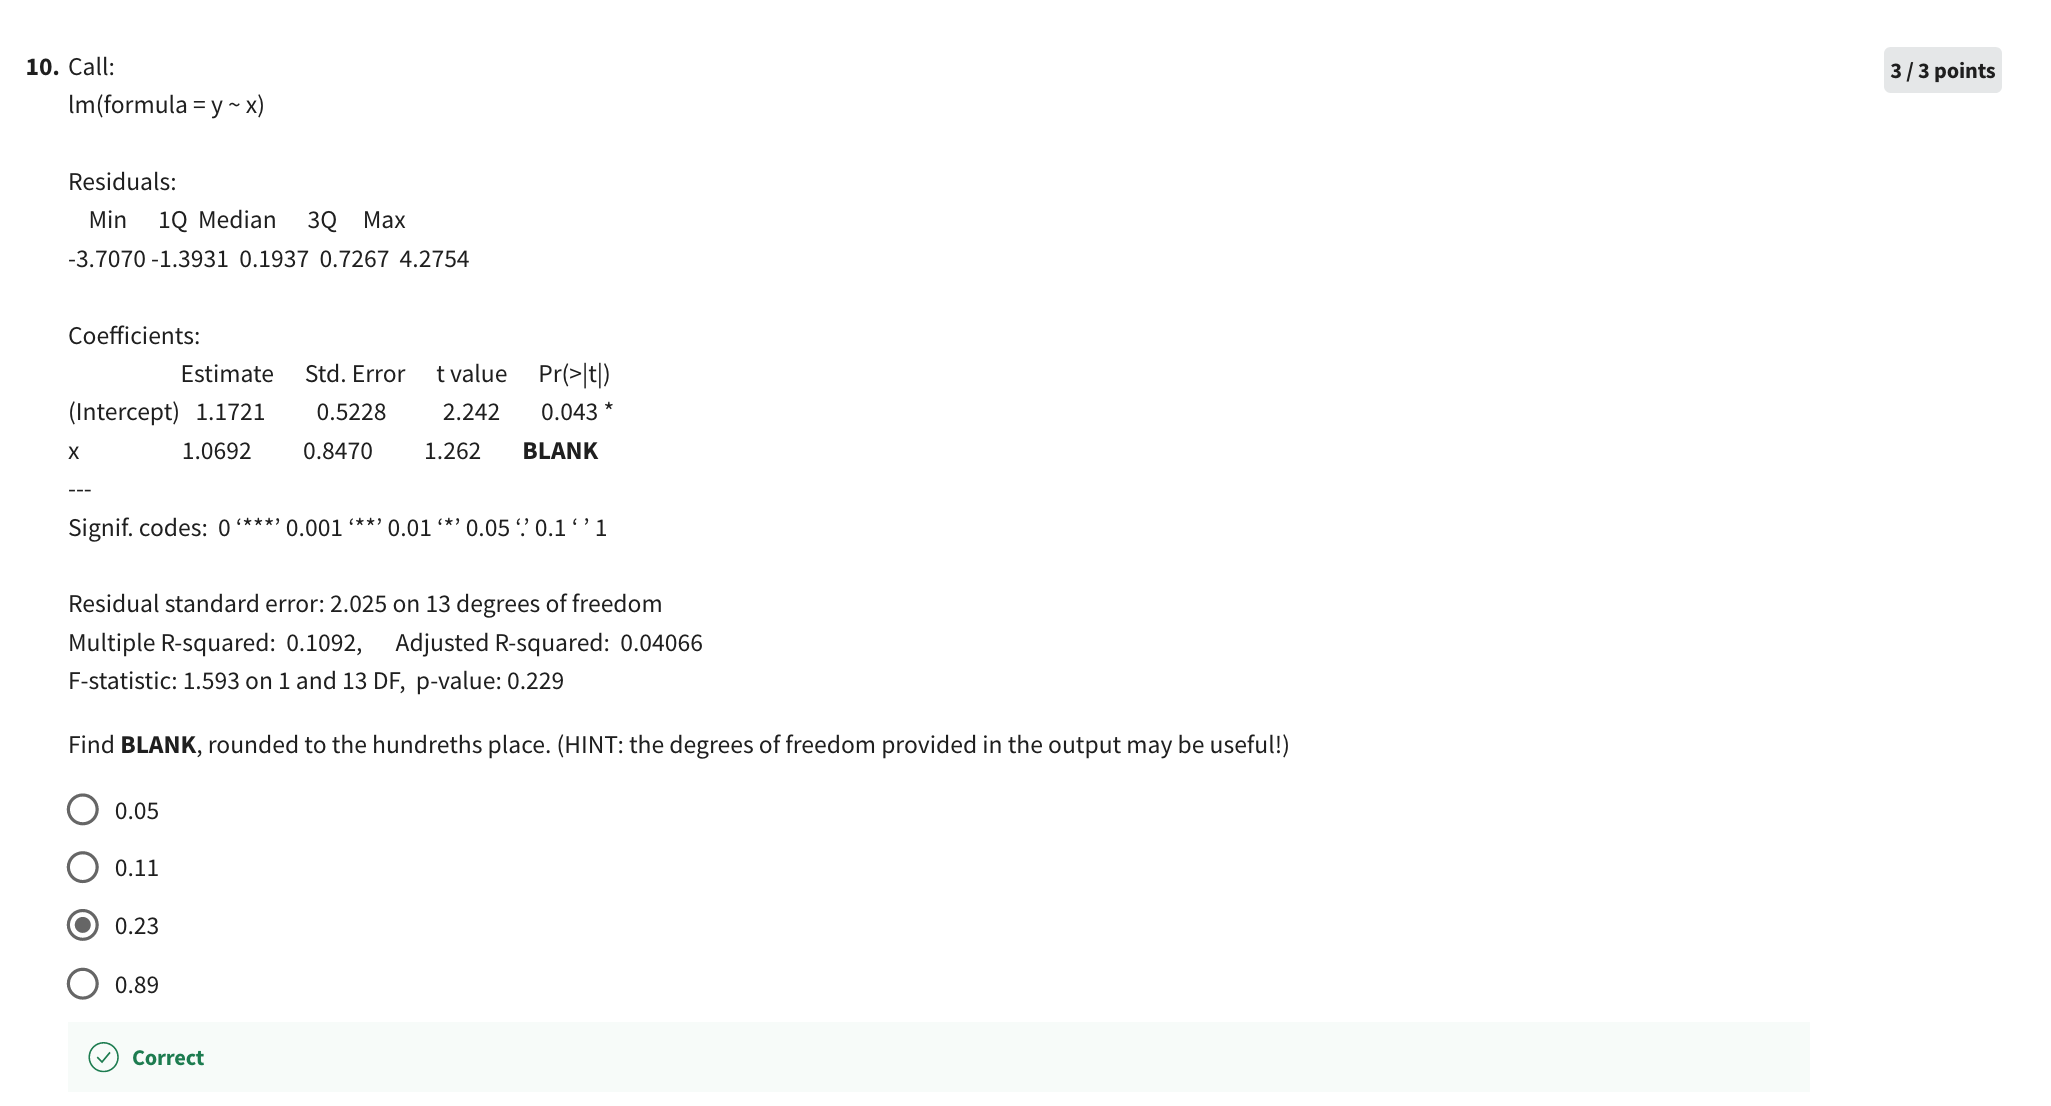 10. Call:
3 / 3 points
lm(formula = y ~ x)
Residuals:
Min 1Q Median 3Q Max
-3.7070 -1.3931 0.1937 0.7267 4.2754
Coefficients:
Estimate Std. Error t value Pr(>|t|)
(Intercept) 1.1721 0.5228 2.242 0.043 *
x 1.0692 0.8470 1.262 BLANK
---
Signif. codes: 0 ‘***’ 0.001 ‘**’ 0.01 ‘*’ 0.05 ‘.’ 0.1 ‘ ’ 1
Residual standard error: 2.025 on 13 degrees of freedom
Multiple R-squared: 0.1092, Adjusted R-squared: 0.04066
F-statistic: 1.593 on 1 and 13 DF, p-value: 0.229
Find BLANK, rounded to the hundreths place. (HINT: the degrees of freedom provided in the output may be useful!)
0.05
0.11
0.23
0.89
Correct